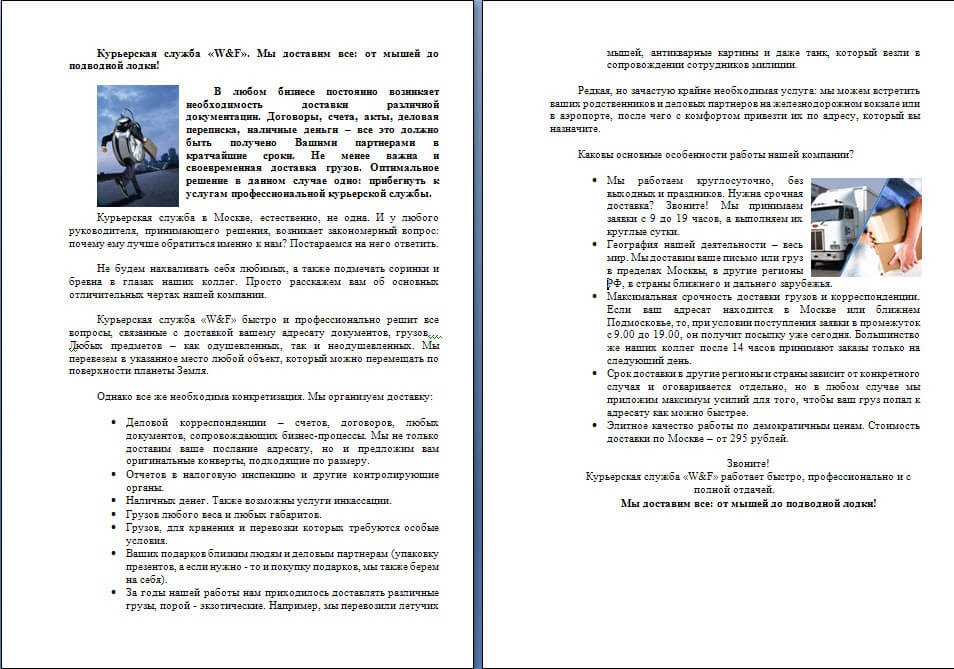 Курьерская служба «W&F». Мы доставим все: от мышей до
подводной лодки!
В любом бизнесе постоянно возникает
необходимость доставки различной
документации. Договоры, счета, акты, деловая
переписка, наличные деньги – все это должно
быть получено Вашими партнерами в
кратчайшие сроки. Не менее важна и
своевременная доставка грузов. Оптимальное
решение в данном случае одно: прибегнуть к
услугам профессиональной курьерской службы.
Курьерская служба в Москве, естественно, не одна. И у любого
руководителя, принимающего решения, возникает закономерный вопрос:
почему ему лучше обратиться именно к нам? Постараемся на него ответить.
Не будем нахваливать себя любимых, а также подмечать соринки и
бревна в глазах наших коллег. Просто расскажем вам об основных
отличительных чертах нашей компании.
Курьерская служба «W&F» быстро и профессионально решит все
вопросы, связанные с доставкой вашему адресату документов, грузов...
Любых предметов – как одушевленных, так и неодушевленных. Мы
перевезем в указанное место любой объект, который можно перемещать по
поверхности планеты Земля.
Однако все же необходима конкретизация. Мы организуем доставку:
• Деловой корреспонденции – счетов, договоров, любых
документов, сопровождающих бизнес-процессы. Мы не только
доставим ваше послание адресату, но и предложим вам
оригинальные конверты, подходящие по размеру.
• Отчетов в налоговую инспекцию и другие контролирующие
органы.
• Наличных денег. Также возможны услуги инкассации.
• Грузов любого веса и любых габаритов.
• Грузов, для хранения и перевозки которых требуются особые
условия.
• Ваших подарков близким людям и деловым партнерам (упаковку
презентов, а если нужно - то и покупку подарков, мы также берем
на себя).
• За годы нашей работы нам приходилось доставлять различные
грузы, порой - экзотические. Например, мы перевозили летучих
мышей, антикварные картины и даже танк, который везли в
сопровождении сотрудников милиции.
Редкая, но зачастую крайне необходимая услуга: мы можем встретить
ваших родственников и деловых партнеров на железнодорожном вокзале или
в аэропорте, после чего с комфортом привезти их по адресу, который вы
назначите.
Каковы основные особенности работы нашей компании?
• Мы работаем круглосуточно, без
выходных и праздников. Нужна срочная
доставка? Звоните! Мы принимаем
заявки с 9 до 19 часов, а выполняем их
круглые сутки.
• География нашей деятельности – весь
мир. Мы доставим ваше письмо или груз
в пределах Москвы, в другие регионы
РФ, в страны ближнего и дальнего зарубежья.
• Максимальная срочность доставки грузов и корреспонденции.
Если ваш адресат находится в Москве или ближнем
Подмосковье, то, при условии поступления заявки в промежуток
с 9.00 до 19.00, он получит посылку уже сегодня. Большинство
же наших коллег после 14 часов принимают заказы только на
следующий день.
• Срок доставки в другие регионы и страны зависит от конкретного
случая и оговаривается отдельно, но в любом случае мы
приложим максимум усилий для того, чтобы ваш груз попал к
адресату как можно быстрее.
• Элитное качество работы по демократичным ценам. Стоимость
доставки по Москве – от 295 рублей.
Звоните!
Курьерская служба «W&F» работает быстро, профессионально и с
полной отдачей.
Мы доставим все: от мышей до подводной лодки!